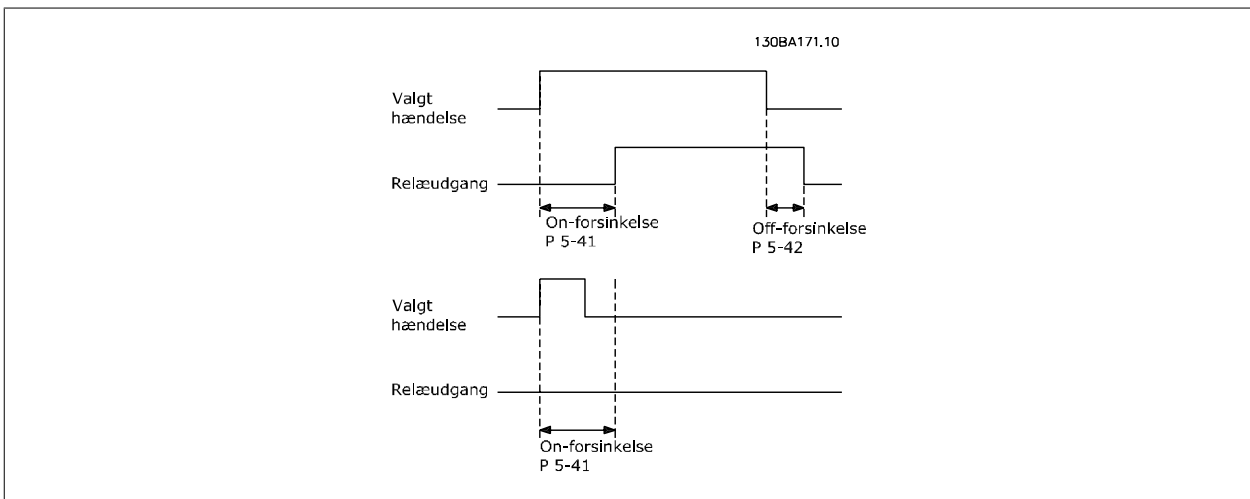 130BA171.10
Valgt
hændelse
Relæudgang
On-forsinkelse
P 5-41
Off-forsinkelse
P 5-42
Valgt
hændelse
Relæudgang
On-forsinkelse
P 5-41